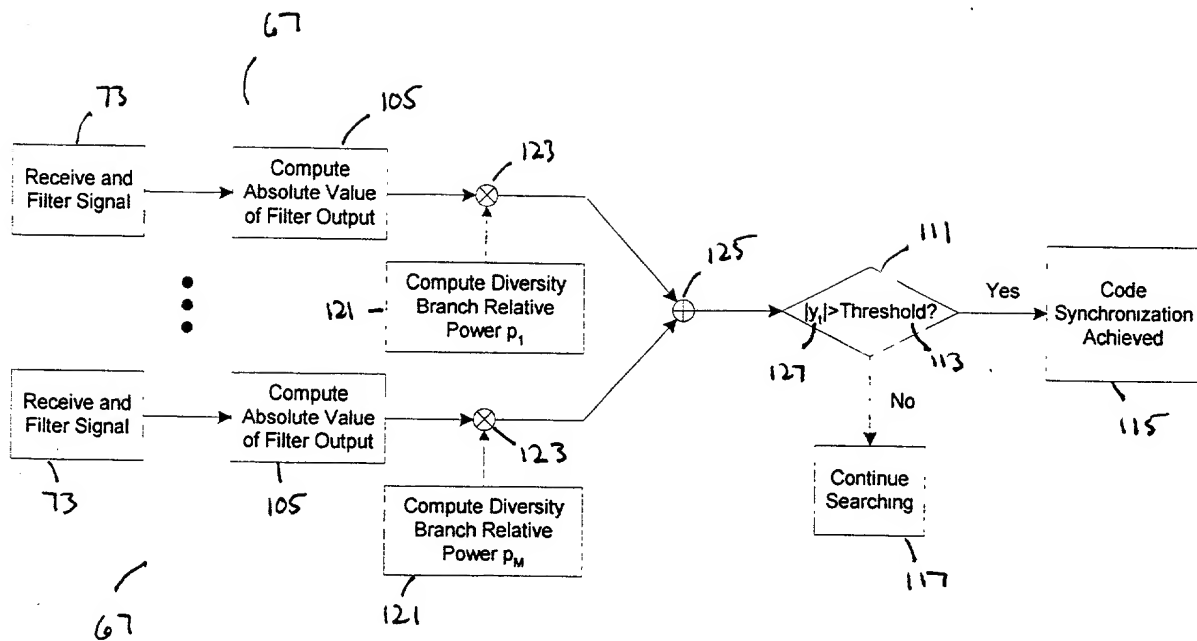 67
73
105
Receive and
Filter Signal
Compute
Absolute Value
of Filter Output
123
121
Compute Diversity
Branch Relative
Power p₁
125
111
|yₜ|>Threshold?
127
113
Yes
Code
Synchronization
Achieved
115
No
Continue
Searching
117
Receive and
Filter Signal
73
Compute
Absolute Value
of Filter Output
105
123
Compute Diversity
Branch Relative
Power p_M
121
67